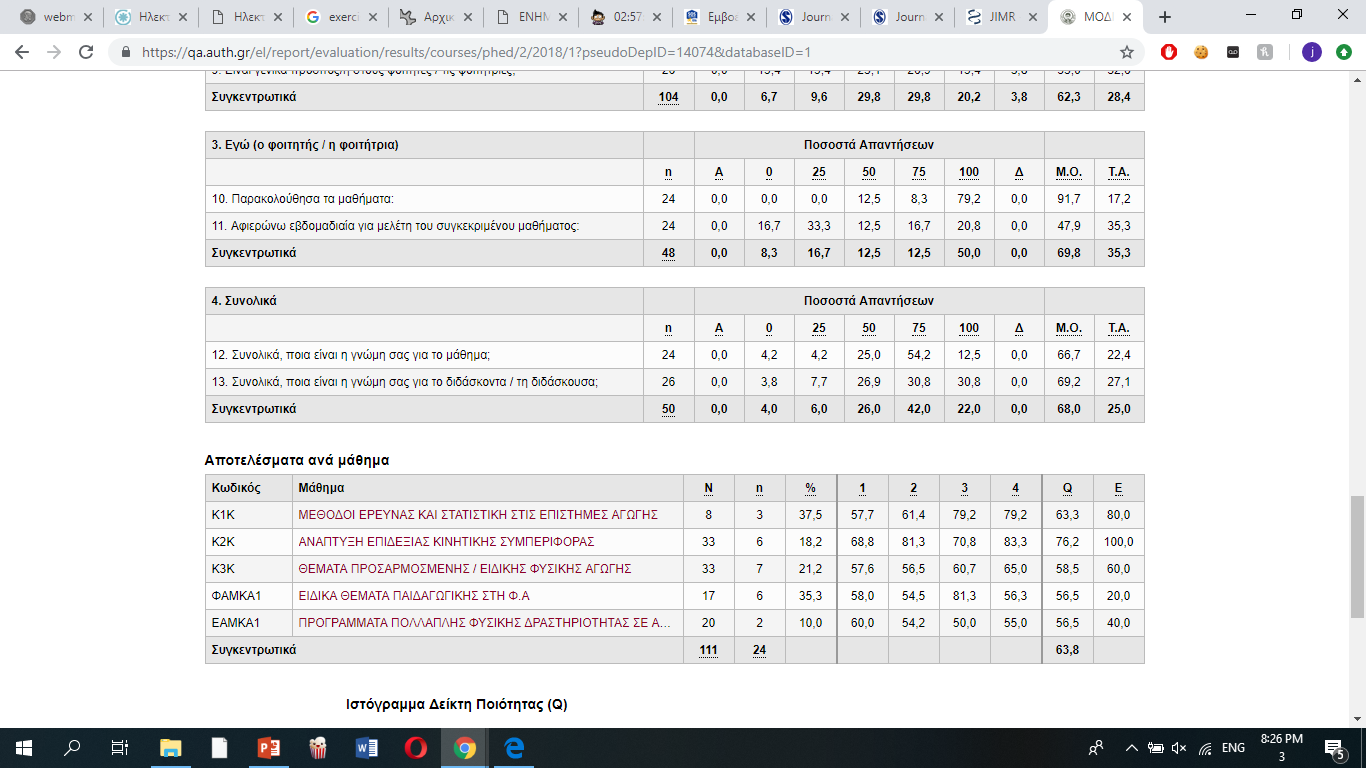 webm
Ηλεκτ
Ηλεκτ
exerci
Αρχικ
ΕΝΗΜ
02:57
Εμβοε
Journ
Journ
JIMR
ΜΟΔΙ
https://qa.auth.gr/el/report/evaluation/results/courses/phed/2/2018/1?pseudoDepID=14074&databaseID=1
Συγκεντρωτικά 104 0,0 6,7 9,6 29,8 29,8 20,2 3,8 62,3 28,4
3. Εγώ (ο φοιτητής / η φοιτήτρια) Ποσοστά Απαντήσεων
n Α 0 25 50 75 100 Δ Μ.Ο. Τ.Α.
10. Παρακολούθησα τα μαθήματα: 24 0,0 0,0 0,0 12,5 8,3 79,2 0,0 91,7 17,2
11. Αφιερώνω εβδομαδιαία για μελέτη του συγκεκριμένου μαθήματος: 24 0,0 16,7 33,3 12,5 16,7 20,8 0,0 47,9 35,3
Συγκεντρωτικά 48 0,0 8,3 16,7 12,5 12,5 50,0 0,0 69,8 35,3
4. Συνολικά Ποσοστά Απαντήσεων
n Α 0 25 50 75 100 Δ Μ.Ο. Τ.Α.
12. Συνολικά, ποια είναι η γνώμη σας για το μάθημα; 24 0,0 4,2 4,2 25,0 54,2 12,5 0,0 66,7 22,4
13. Συνολικά, ποια είναι η γνώμη σας για το διδάσκοντα / τη διδάσκουσα; 26 0,0 3,8 7,7 26,9 30,8 30,8 0,0 69,2 27,1
Συγκεντρωτικά 50 0,0 4,0 6,0 26,0 42,0 22,0 0,0 68,0 25,0
Αποτελέσματα ανά μάθημα
Κωδικός Μάθημα N n % 1 2 3 4 Q E
Κ1Κ ΜΕΘΟΔΟΙ ΕΡΕΥΝΑΣ ΚΑΙ ΣΤΑΤΙΣΤΙΚΗ ΣΤΙΣ ΕΠΙΣΤΗΜΕΣ ΑΓΩΓΗΣ 8 3 37,5 57,7 61,4 79,2 79,2 63,3 80,0
Κ2Κ ΑΝΑΠΤΥΞΗ ΕΠΙΔΕΞΙΑΣ ΚΙΝΗΤΙΚΗΣ ΣΥΜΠΕΡΙΦΟΡΑΣ 33 6 18,2 68,8 81,3 70,8 83,3 76,2 100,0
Κ3Κ ΘΕΜΑΤΑ ΠΡΟΣΑΡΜΟΣΜΕΝΗΣ / ΕΙΔΙΚΗΣ ΦΥΣΙΚΗΣ ΑΓΩΓΗΣ 33 7 21,2 57,6 56,5 60,7 65,0 58,5 60,0
ΦΑΜΚΑ1 ΕΙΔΙΚΑ ΘΕΜΑΤΑ ΠΑΙΔΑΓΩΓΙΚΗΣ ΣΤΗ Φ.Α 17 6 35,3 58,0 54,5 81,3 56,3 56,5 20,0
ΕΑΜΚΑ1 ΠΡΟΓΡΑΜΜΑΤΑ ΠΟΛΛΑΠΛΗΣ ΦΥΣΙΚΗΣ ΔΡΑΣΤΗΡΙΟΤΗΤΑΣ ΣΕ Α... 20 2 10,0 60,0 54,2 50,0 55,0 56,5 40,0
Συγκεντρωτικά 111 24 63,8
Ιστόγραμμα Δείκτη Ποιότητας (Q)
ENG
8:26 PM
3
5